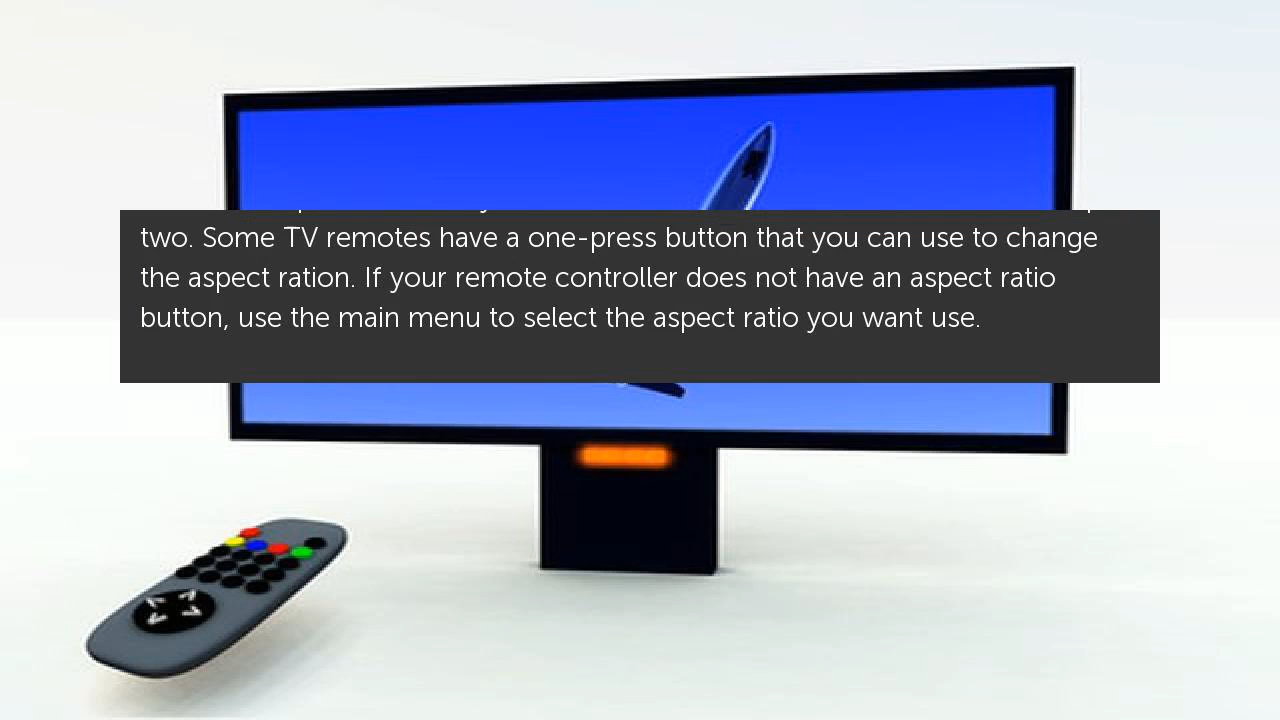 two. Some TV remotes have a one-press button that you can use to change
the aspect ration. If your remote controller does not have an aspect ratio
button, use the main menu to select the aspect ratio you want use.